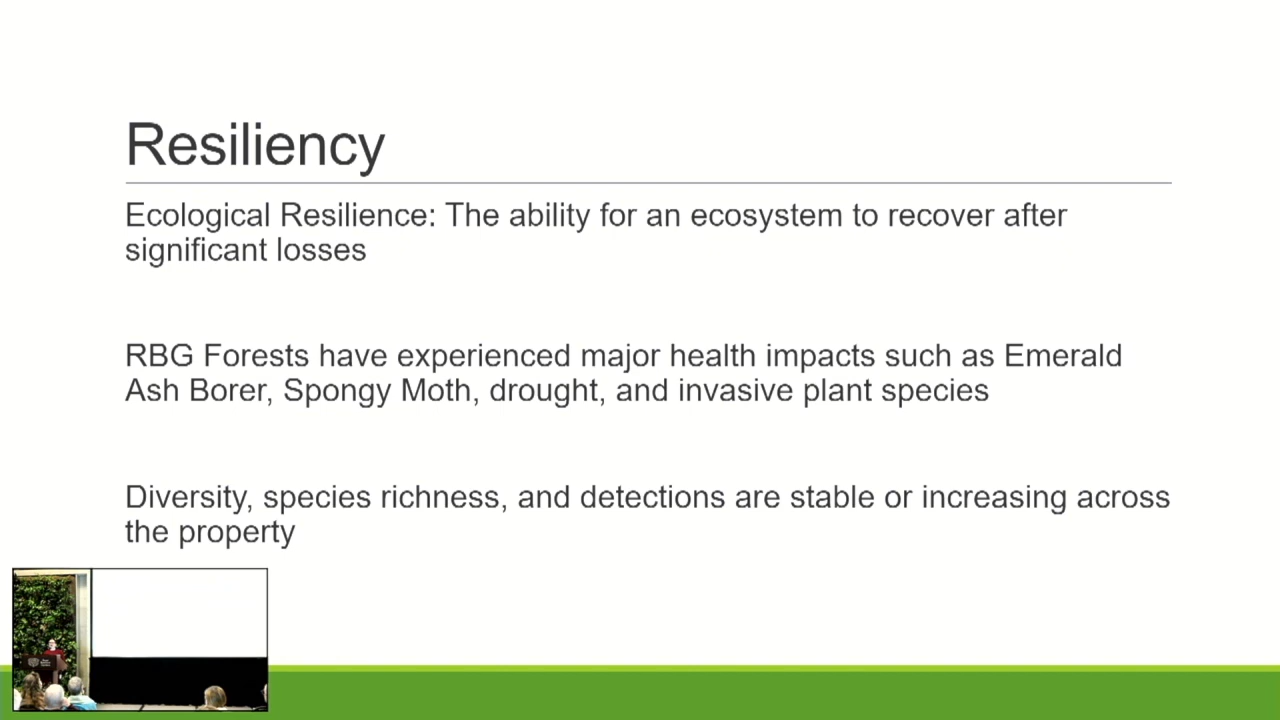 Resiliency
Ecological Resilience: The ability for an ecosystem to recover after
significant losses
RBG Forests have experienced major health impacts such as Emerald
Ash Borer, Spongy Moth, drought, and invasive plant species
Diversity, species richness, and detections are stable or increasing across
the property